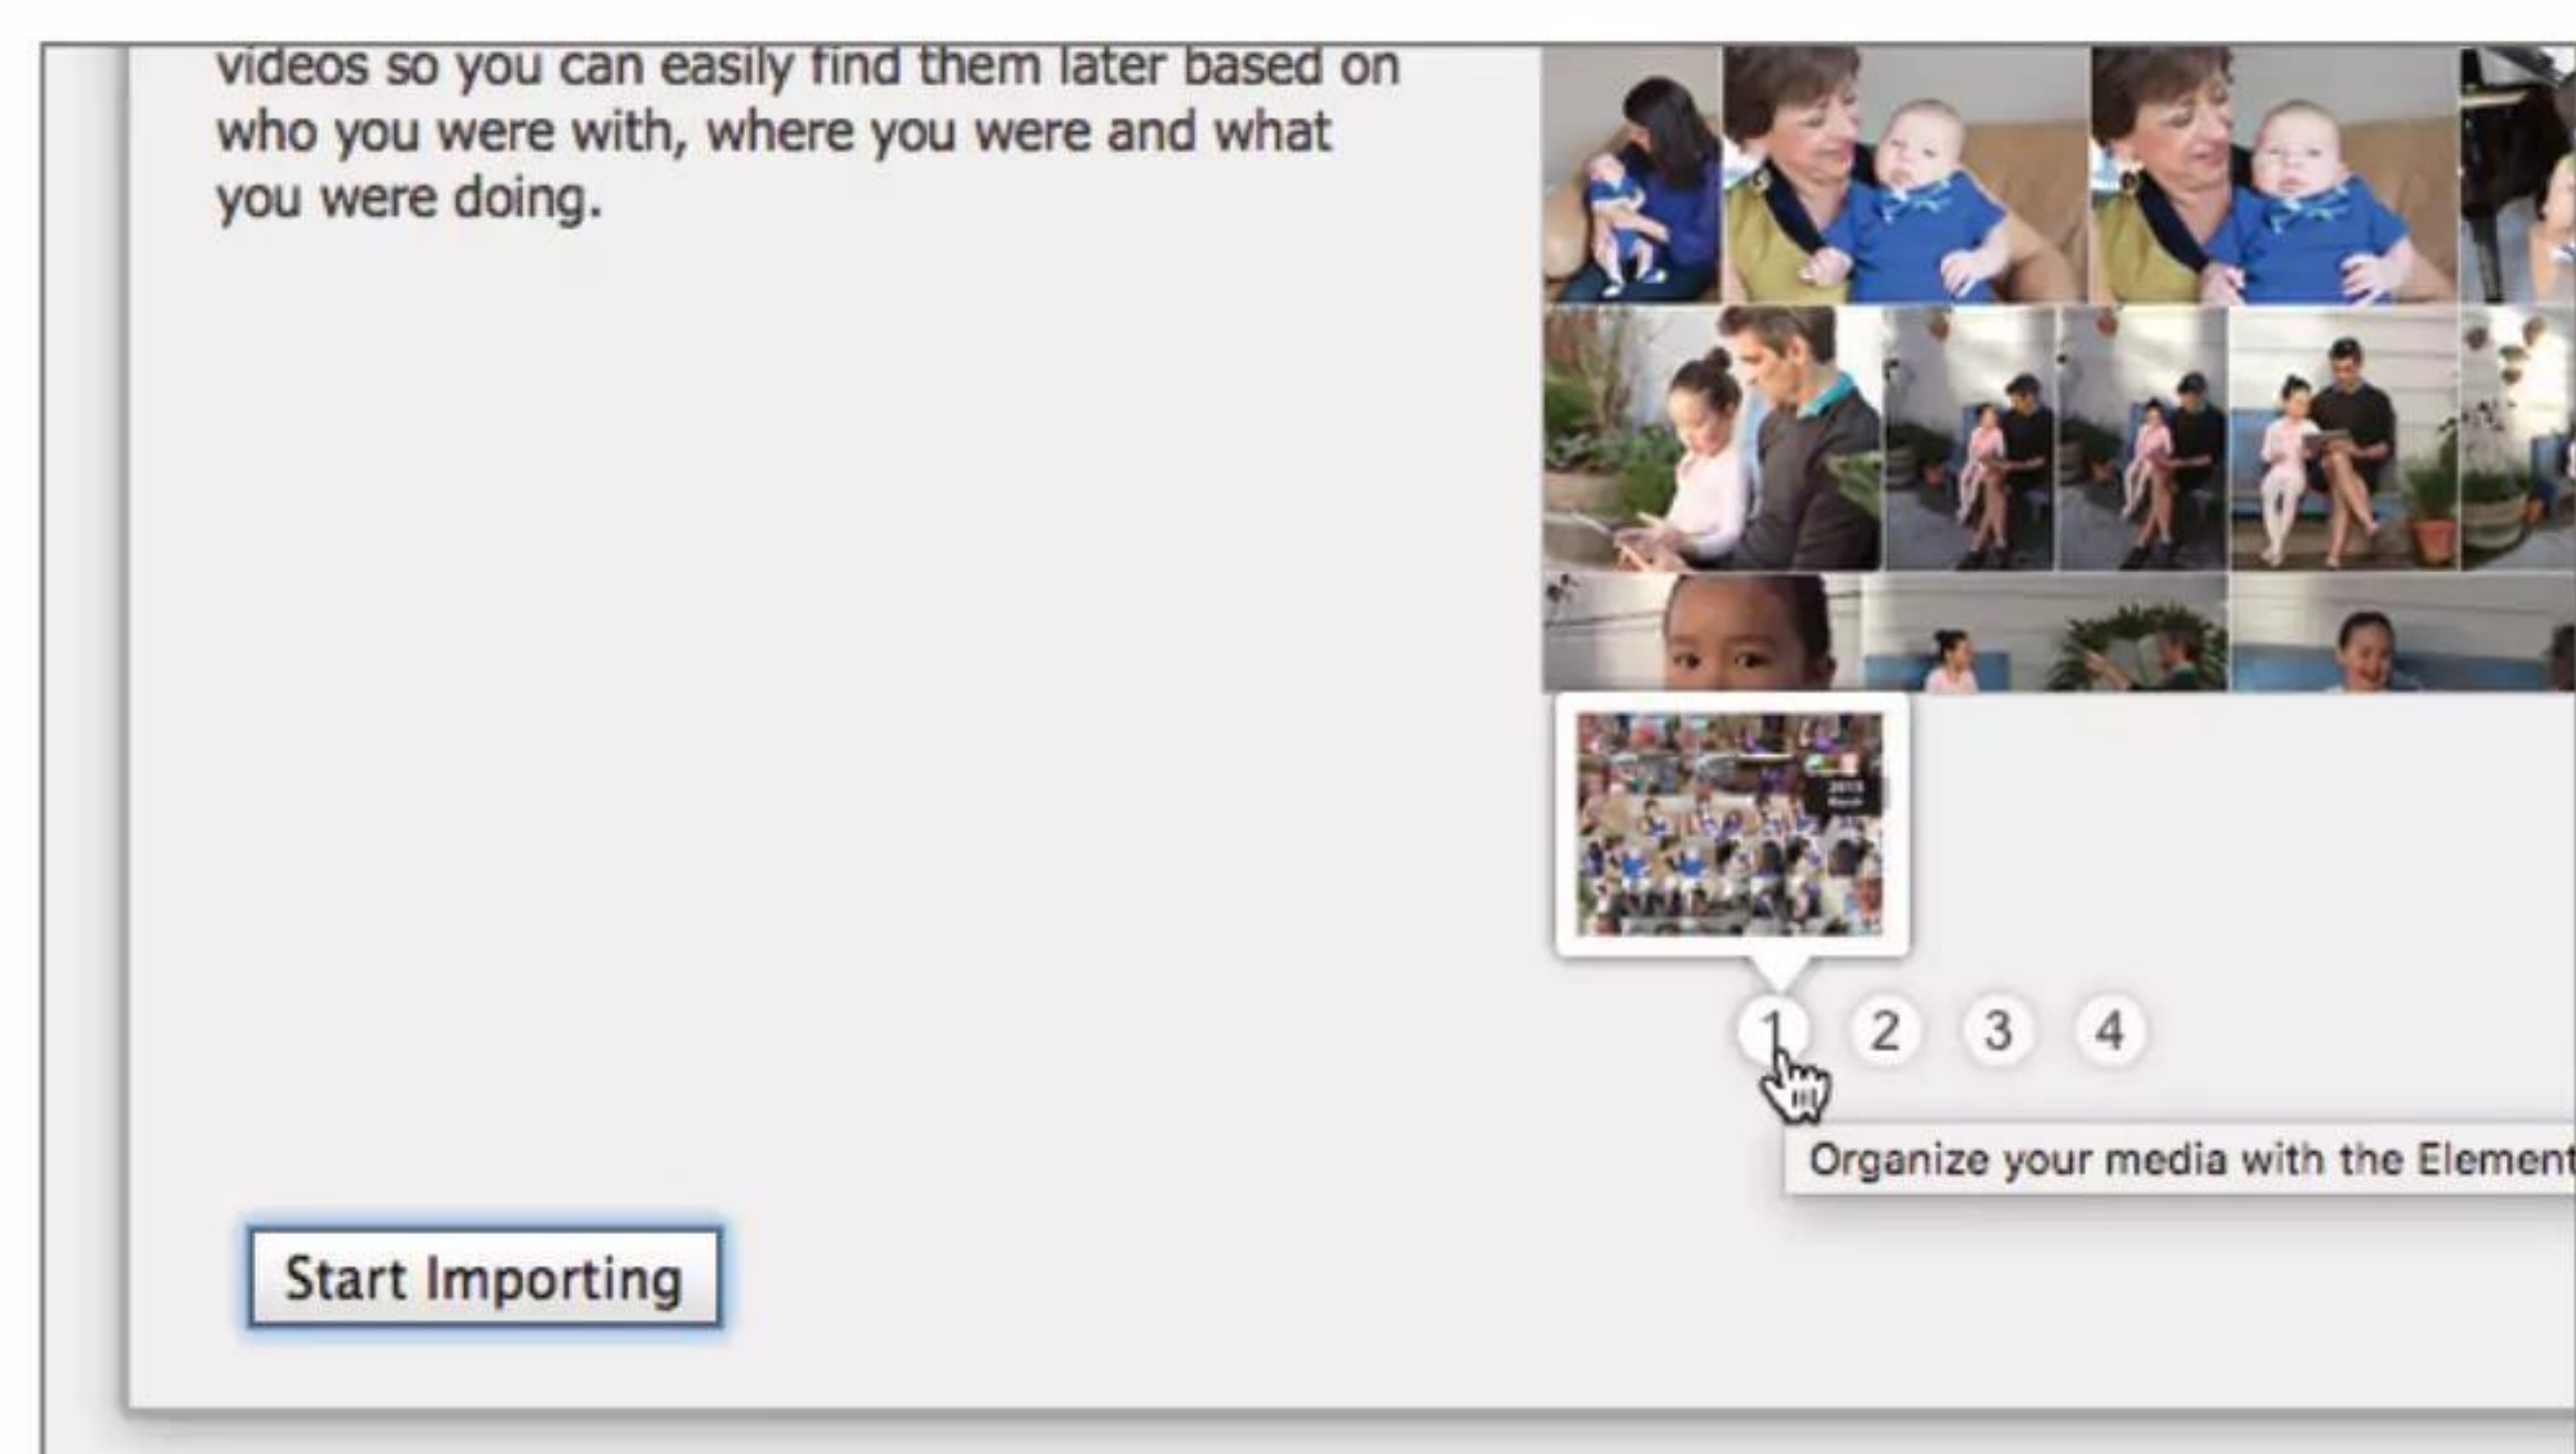 videos so you can easily find them later based on
who you were with, where you were and what
you were doing.
1 2 3 4
Organize your media with the Element
Start Importing